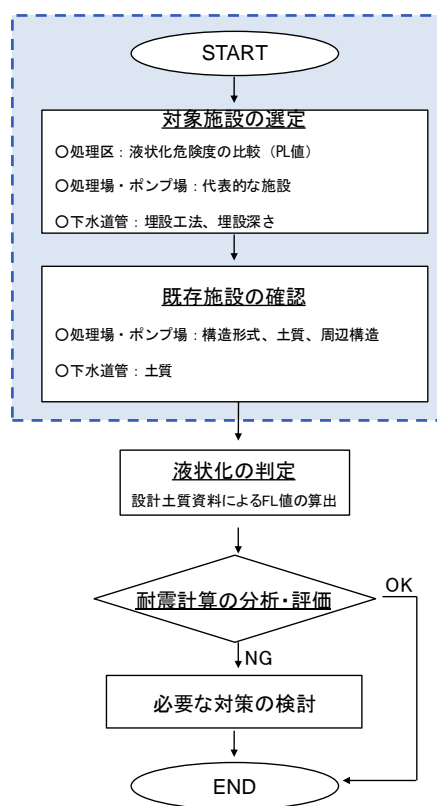 START
対象施設の選定
○処理区：液状化危険度の比較（PL値）
○処理場・ポンプ場：代表的な施設
○下水道管：埋設工法、埋設深さ
既存施設の確認
○処理場・ポンプ場：構造形式、土質、周辺構造
○下水道管：土質
液状化の判定
設計土質資料によるFL値の算出
耐震計算の分析・評価
OK
NG
必要な対策の検討
END